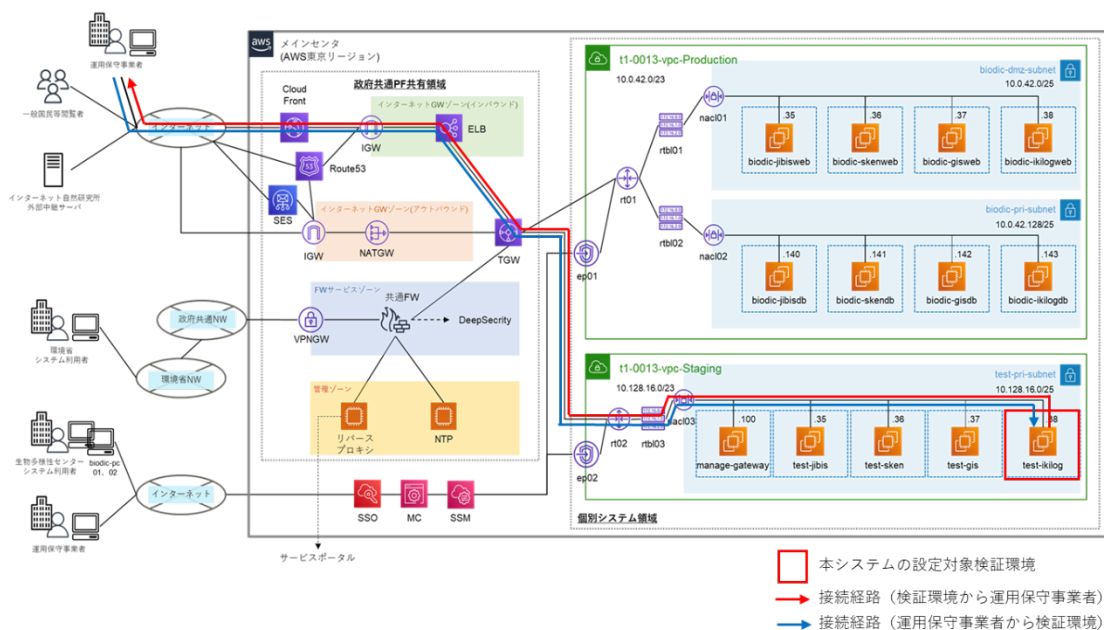 運用保守事業者
一般国民等閲覧者
インターネット自然研究所
外部中継サーバ
インターネット
aws
メインセンタ
(AWS東京リージョン)
政府共通PF共有領域
Cloud
Front
インターネットGWゾーン(インバウンド)
IGW
ELB
Route53
SES
インターネットGWゾーン(アウトバウンド)
IGW
NATGW
TGW
FWサービスゾーン
共通FW
VPNGW
DeepSecrity
管理ゾーン
リバース
プロキシ
NTP
政府共通NW
環境省NW
環境省
システム利用者
生物多様性センター
システム利用者
biodic-pc
01、02
インターネット
運用保守事業者
SSO
MC
SSM
サービスポータル
t1-0013-vpc-Production
10.0.42.0/23
biodic-dmz-subnet
10.0.42.0/25
nacl01
rtbl01
.35
.36
.37
.38
biodic-jibisweb
biodic-skenweb
biodic-gisweb
biodic-ikilogweb
rt01
biodic-pri-subnet
10.0.42.128/25
rtbl02
nacl02
.140
.141
.142
.143
biodic-jibisdb
biodic-skendb
biodic-gisdb
biodic-ikilogdb
ep01
t1-0013-vpc-Staging
10.128.16.0/23
test-pri-subnet
10.128.16.0/25
nacl03
rt02
rtbl03
.100
.35
.36
.37
.38
manage-gateway
test-jibis
test-sken
test-gis
test-ikilog
ep02
個別システム領域
本システムの設定対象検証環境
接続経路（検証環境から運用保守事業者）
接続経路（運用保守事業者から検証環境）